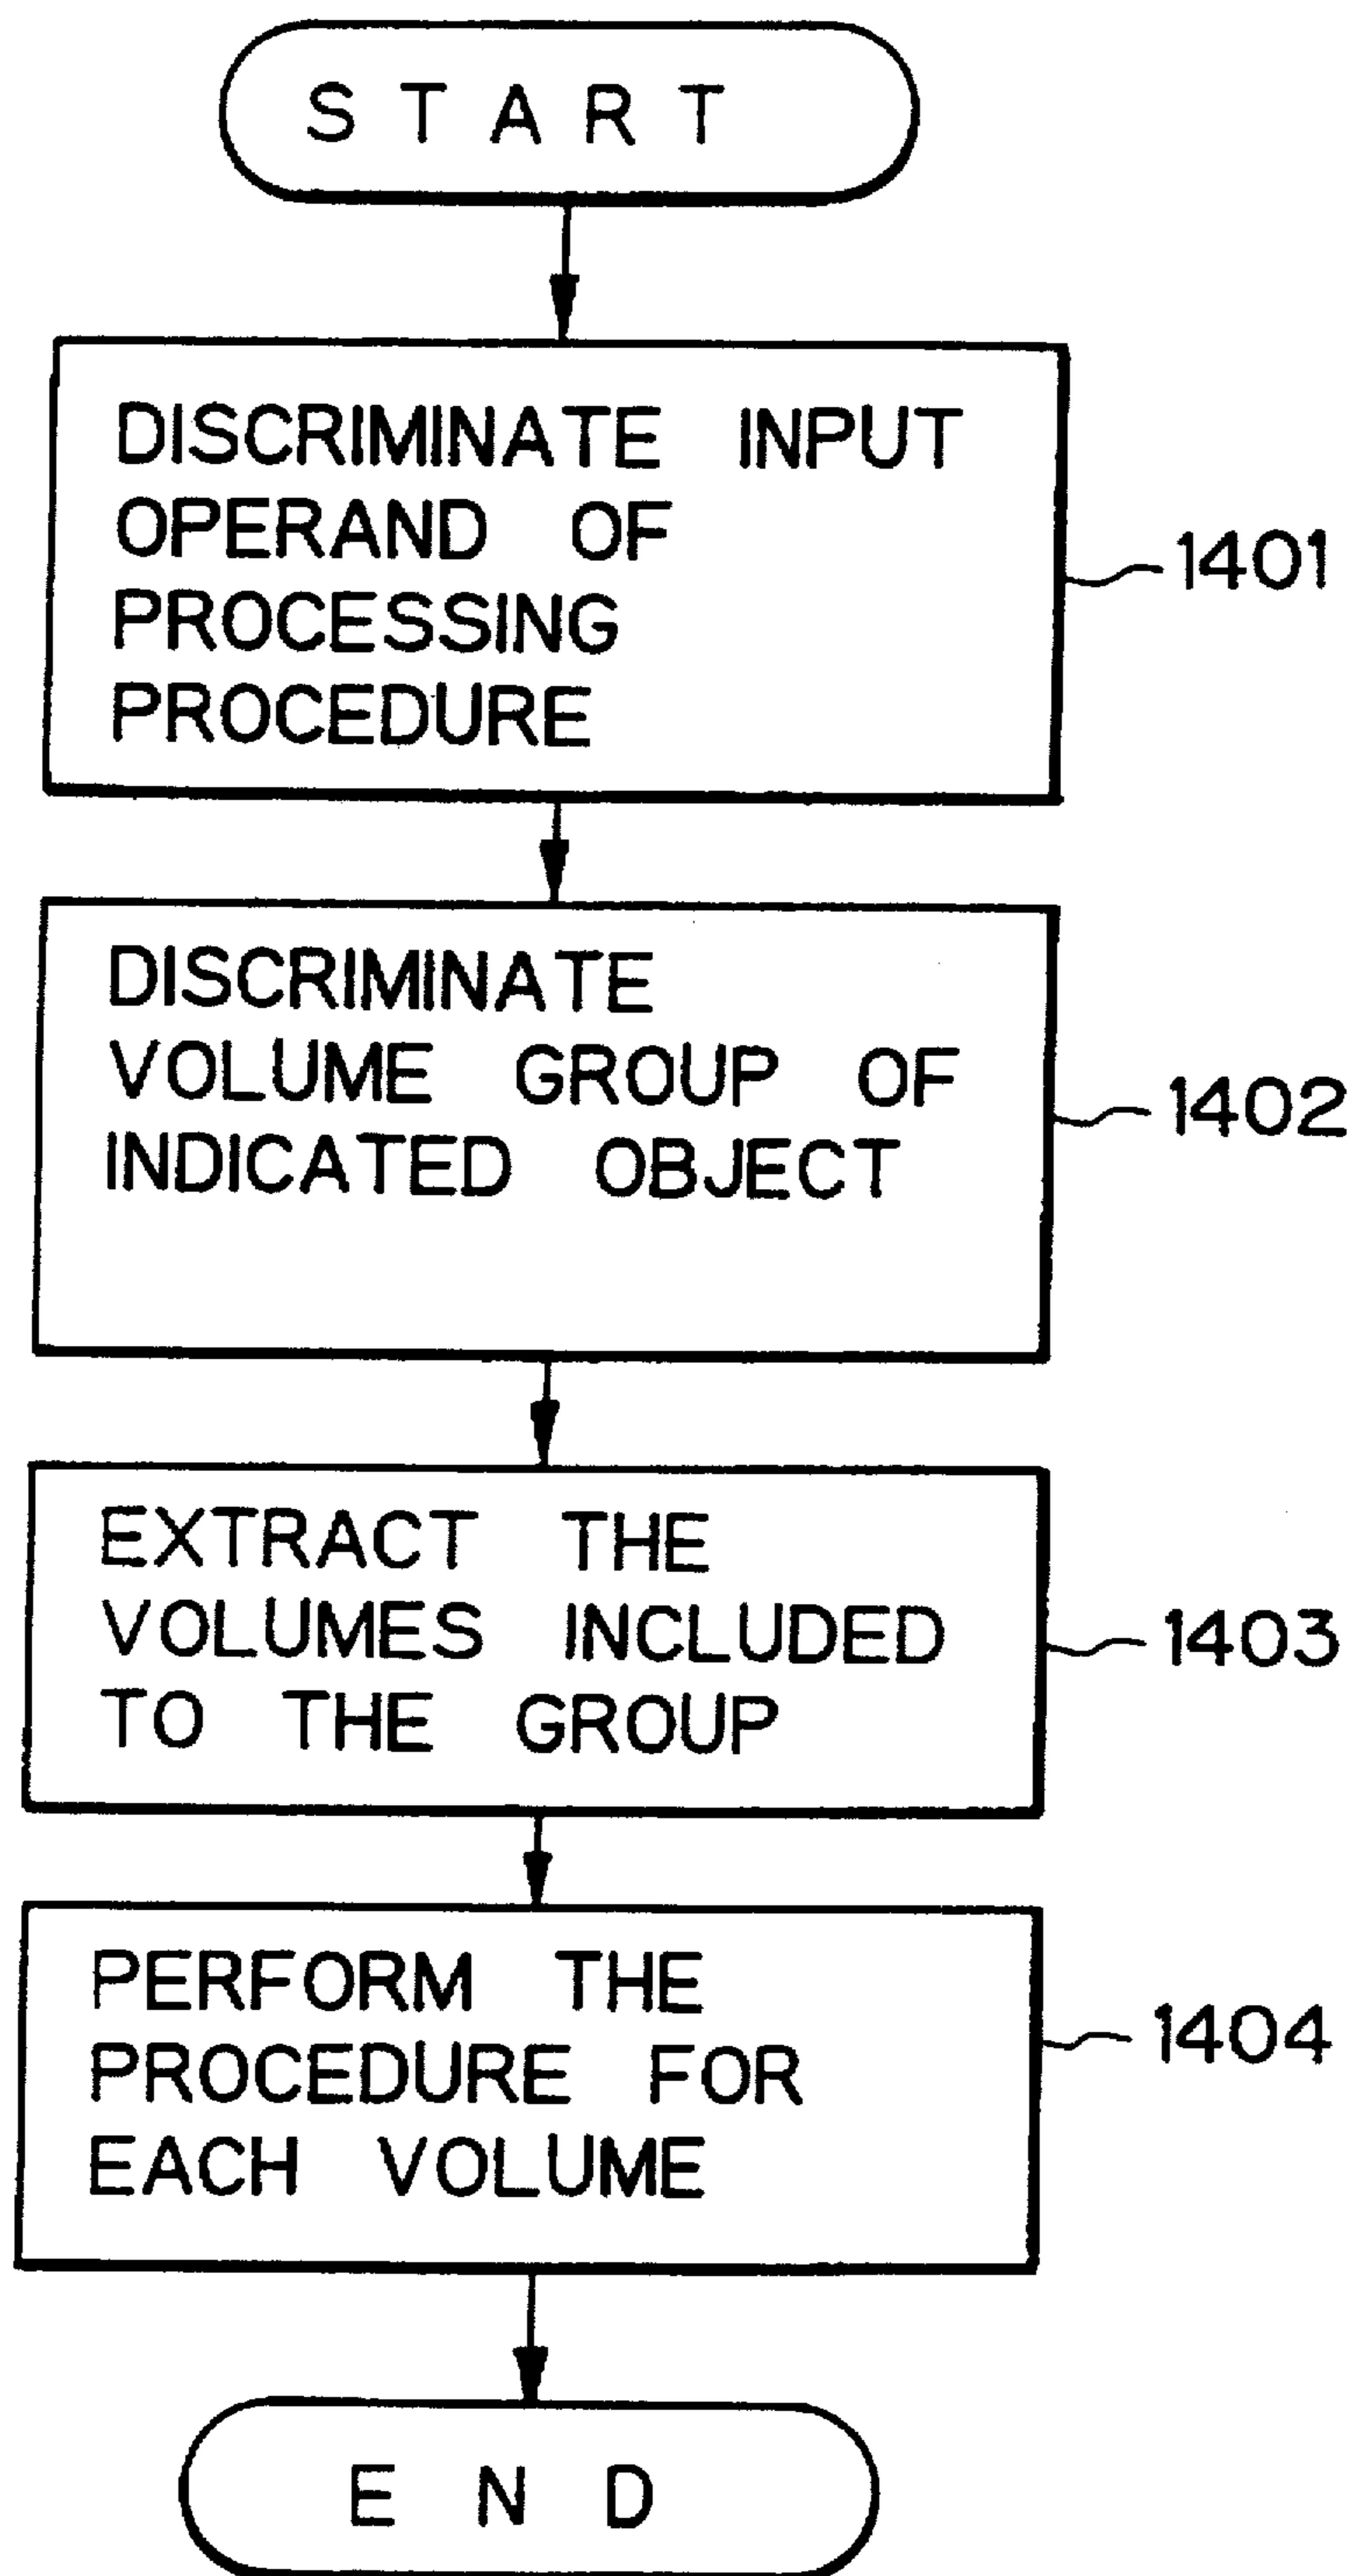 START
DISCRIMINATE INPUT
OPERAND OF
PROCESSING
PROCEDURE
1401
DISCRIMINATE
VOLUME GROUP OF
INDICATED OBJECT
1402
EXTRACT THE
VOLUMES INCLUDED
TO THE GROUP
1403
PERFORM THE
PROCEDURE FOR
EACH VOLUME
1404
END